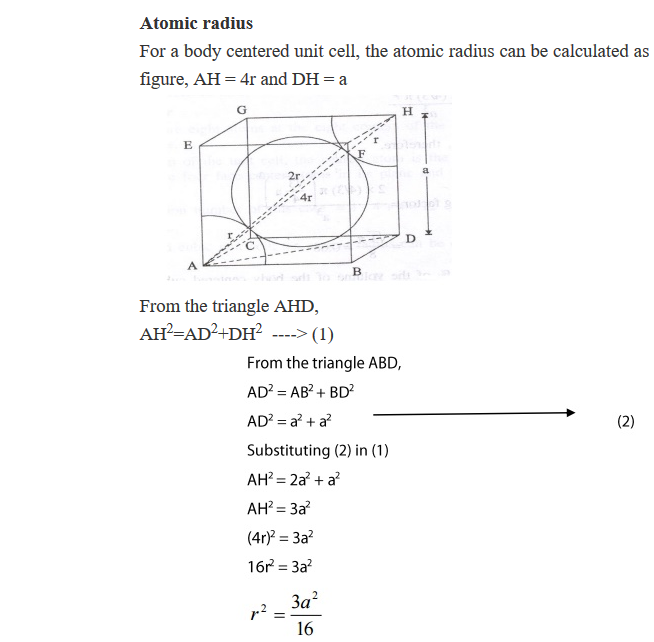 Atomic radius
For a body centered unit cell, the atomic radius can be calculated as
figure, AH = 4r and DH = a
G
H
E
r
F
2r
a
4r
r
C
D
A
B
From the triangle AHD,
AH²=AD²+DH² ----> (1)
From the triangle ABD,
AD² = AB² + BD²
AD² = a² + a² (2)
Substituting (2) in (1)
AH² = 2a² + a²
AH² = 3a²
(4r)² = 3a²
16r² = 3a²
r² = 3a²/16